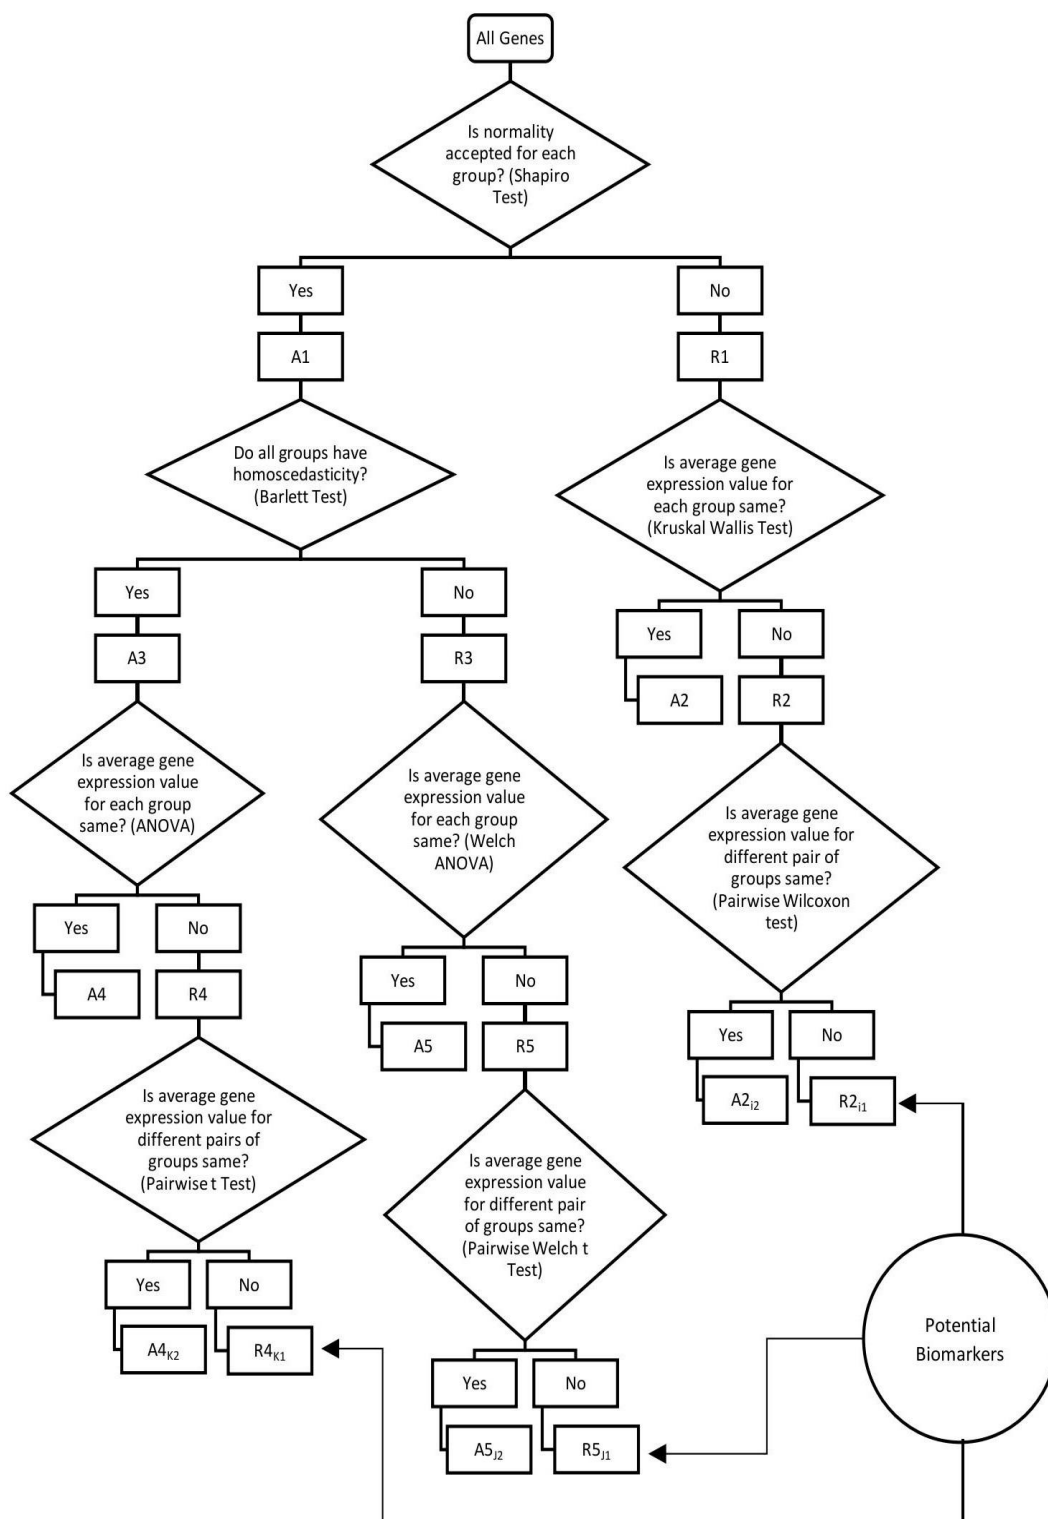 All Genes
Is normality
accepted for each
group? (Shapiro
Test)
Yes
No
A1
R1
Do all groups have
homoscedasticity?
(Barlett Test)
Is average gene
expression value for
each group same?
(Kruskal Wallis Test)
Yes
No
A3
R3
Yes
No
A2
R2
Is average gene
expression value
for each group
same? (ANOVA)
Is average gene
expression value
for each group
same? (Welch
ANOVA)
Is average gene
expression value for
different pair of
groups same?
(Pairwise Wilcoxon
test)
Yes
No
A4
R4
Yes
No
A5
R5
Yes
No
A2i2
R2i1
Is average gene
expression value for
different pairs of
groups same?
(Pairwise t Test)
Is average gene
expression value
for different pair
of groups same?
(Pairwise Welch t
Test)
Yes
No
A4K2
R4K1
Yes
No
A5J2
R5J1
Potential
Biomarkers